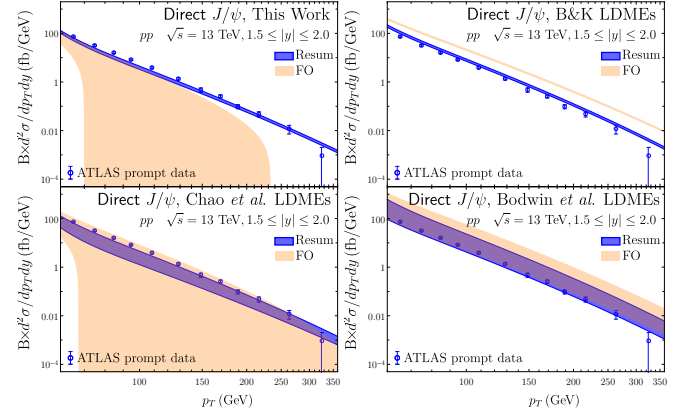 Direct J/ψ, This Work
pp √s = 13 TeV, 1.5 ≤ |y| ≤ 2.0
Resum
FO
ATLAS prompt data
B×d²σ/dp_T dy (fb/GeV)
100
1
0.01
10⁻⁴
Direct J/ψ, B&K LDMEs
pp √s = 13 TeV, 1.5 ≤ |y| ≤ 2.0
Resum
FO
ATLAS prompt data
B×d²σ/dp_T dy (fb/GeV)
100
1
0.01
10⁻⁴
Direct J/ψ, Chao et al. LDMEs
pp √s = 13 TeV, 1.5 ≤ |y| ≤ 2.0
Resum
FO
ATLAS prompt data
B×d²σ/dp_T dy (fb/GeV)
100
1
0.01
10⁻⁴
100 150 200 250 300 350
p_T (GeV)
Direct J/ψ, Bodwin et al. LDMEs
pp √s = 13 TeV, 1.5 ≤ |y| ≤ 2.0
Resum
FO
ATLAS prompt data
B×d²σ/dp_T dy (fb/GeV)
100
1
0.01
10⁻⁴
100 150 200 250 300 350
p_T (GeV)